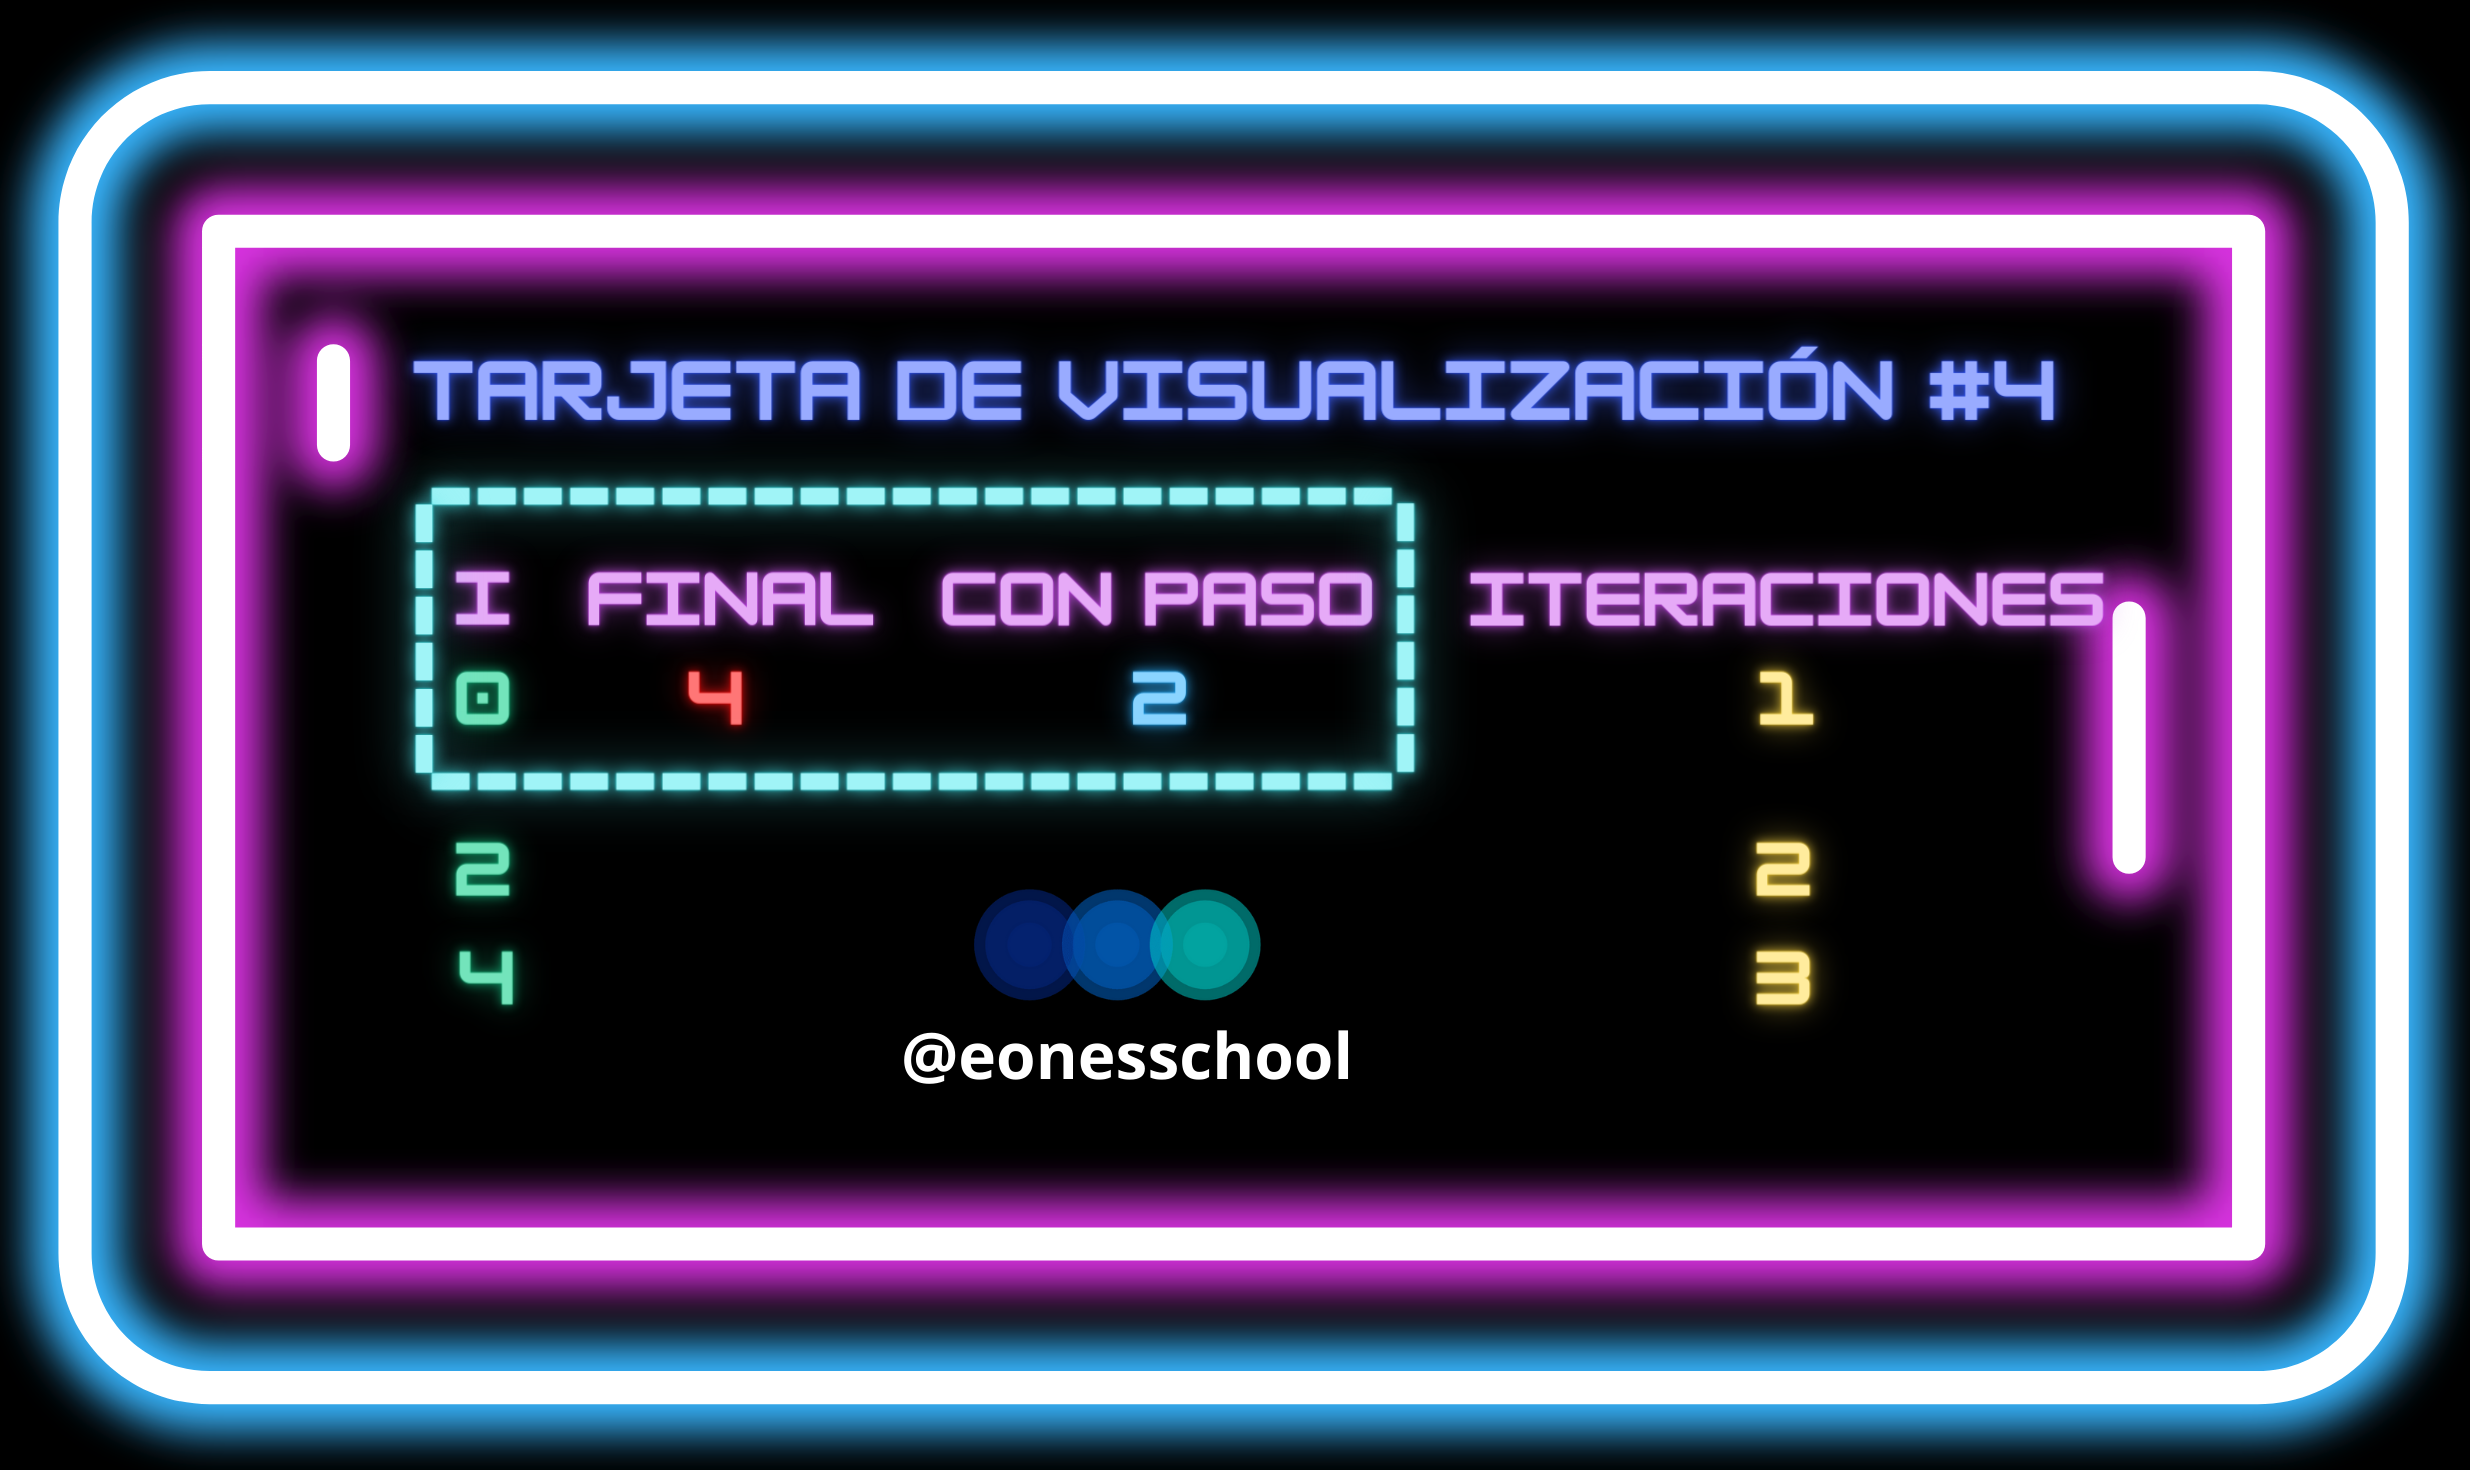 TARJETA DE VISUALIZACIÓN #4
I FINAL CON PASO ITERACIONES
0 4 2 1
2 2
4 3
@eonesschool